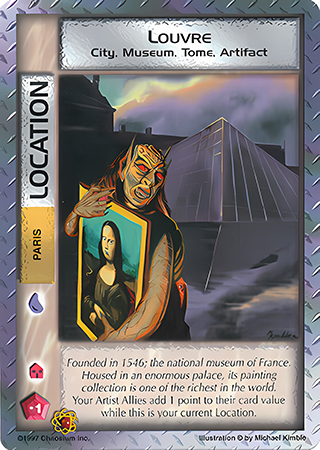 LOUVRE
City, Museum, Tome, Artifact
LOCATION
PARIS
Founded in 1546; the national museum of France.
Housed in an enormous palace, its painting
collection is one of the richest in the world.
Your Artist Allies add 1 point to their card value
while this is your current Location.
-1
©1997 Chaosium Inc.
Illustration © by Michael Kimble